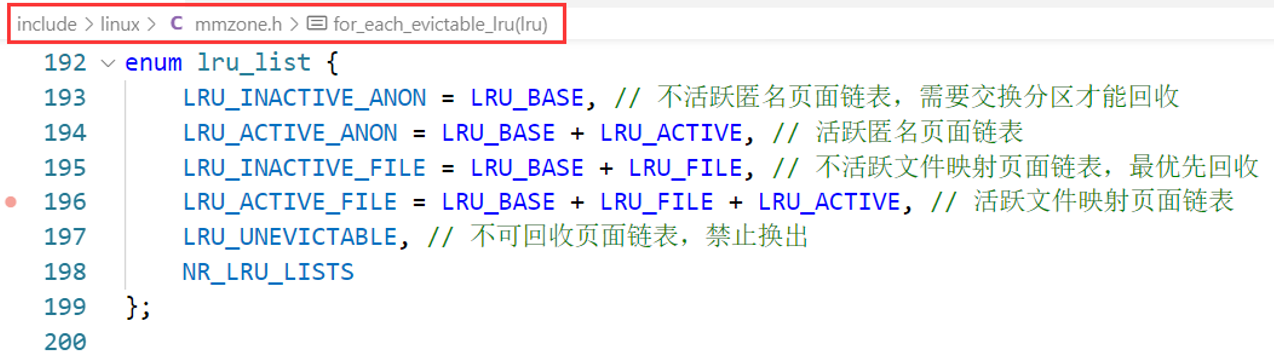 include > linux > C mmzone.h > for_each_evictable_lru(lru)
192 enum lru_list {
193 LRU_INACTIVE_ANON = LRU_BASE, // 不活跃匿名页面链表，需要交换分区才能回收
194 LRU_ACTIVE_ANON = LRU_BASE + LRU_ACTIVE, // 活跃匿名页面链表
195 LRU_INACTIVE_FILE = LRU_BASE + LRU_FILE, // 不活跃文件映射页面链表，最优先回收
196 LRU_ACTIVE_FILE = LRU_BASE + LRU_FILE + LRU_ACTIVE, // 活跃文件映射页面链表
197 LRU_UNEVICTABLE, // 不可回收页面链表，禁止换出
198 NR_LRU_LISTS
199 };
200